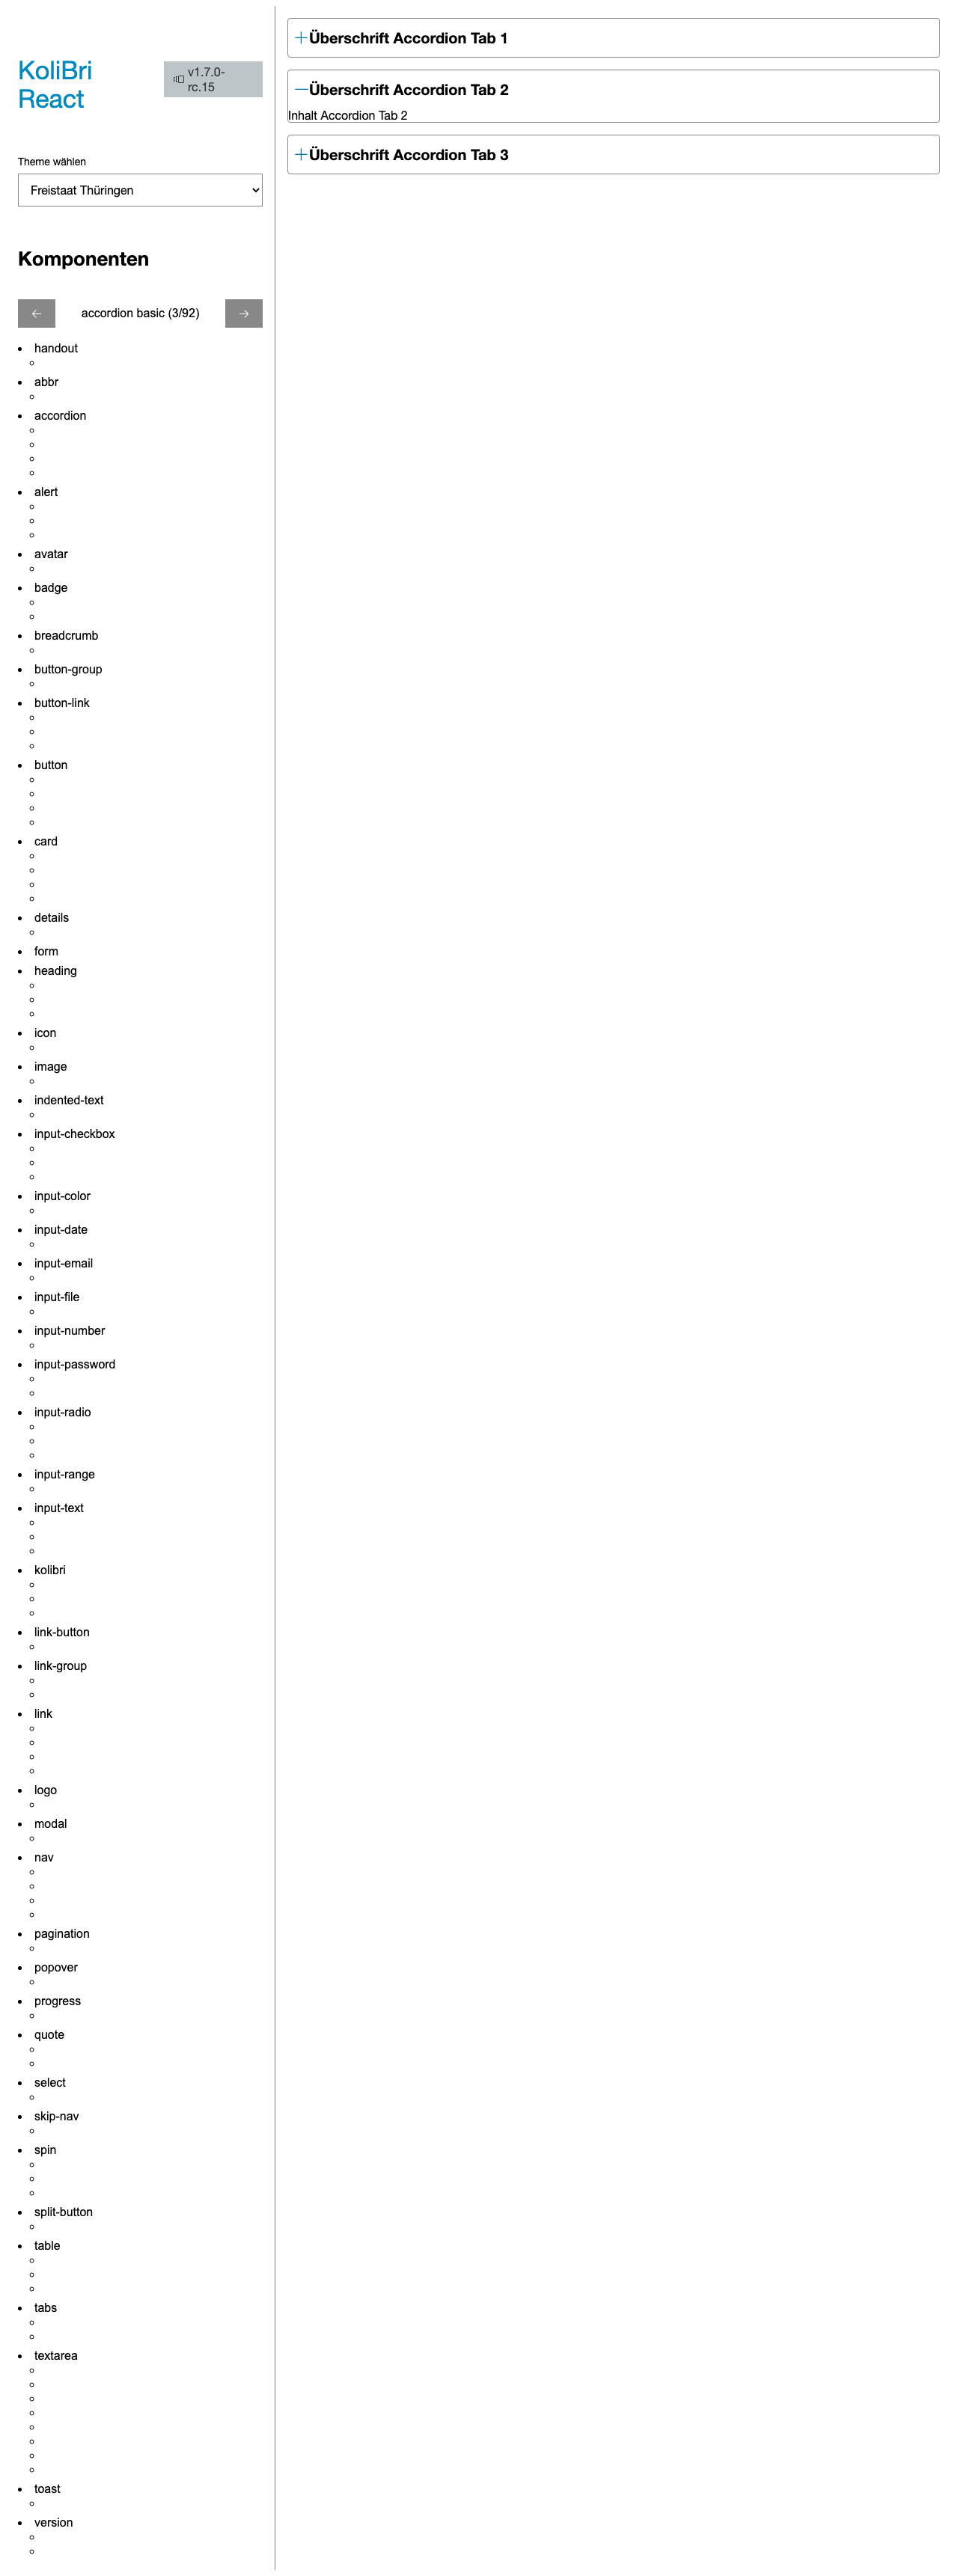 KoliBri
React
v1.7.0-
rc.15
Theme wählen
Freistaat Thüringen
Komponenten
accordion basic (3/92)
handout
abbr
accordion
alert
avatar
badge
breadcrumb
button-group
button-link
button
card
details
form
heading
icon
image
indented-text
input-checkbox
input-color
input-date
input-email
input-file
input-number
input-password
input-radio
input-range
input-text
kolibri
link-button
link-group
link
logo
modal
nav
pagination
popover
progress
quote
select
skip-nav
spin
split-button
table
tabs
textarea
toast
version
Überschrift Accordion Tab 1
Überschrift Accordion Tab 2
Inhalt Accordion Tab 2
Überschrift Accordion Tab 3